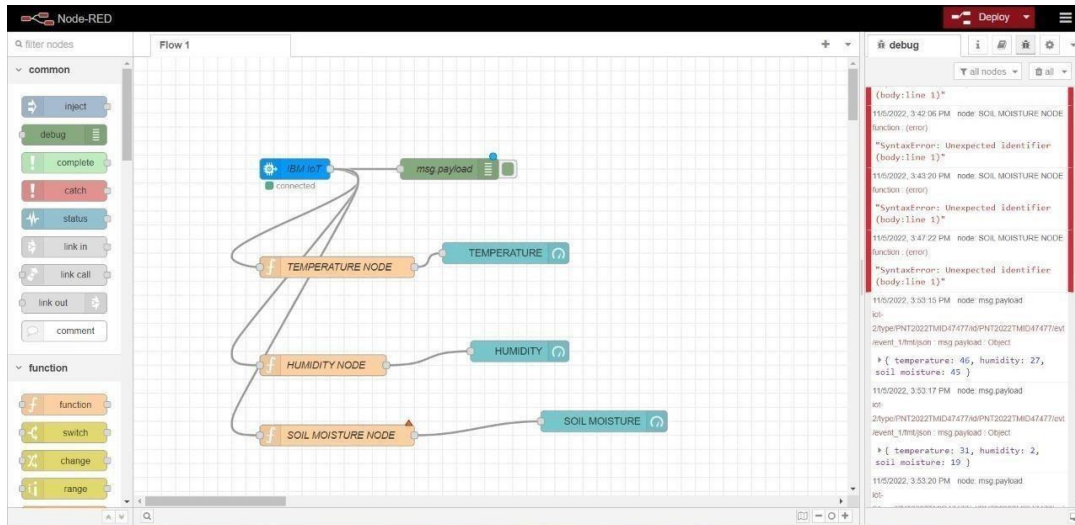 Node-RED
Deploy
filter nodes
Flow 1
debug
i
all nodes
all
common
inject
debug
complete
catch
status
link in
link call
link out
comment
function
function
switch
change
range
IBM IoT
connected
msg.payload
TEMPERATURE NODE
TEMPERATURE
HUMIDITY NODE
HUMIDITY
SOIL MOISTURE NODE
SOIL MOISTURE
(body:line 1)"
11/5/2022, 3:42:06 PM node: SOIL MOISTURE NODE
function : (error)
"SyntaxError: Unexpected identifier
(body:line 1)"
11/5/2022, 3:43:20 PM node: SOIL MOISTURE NODE
function : (error)
"SyntaxError: Unexpected identifier
(body:line 1)"
11/5/2022, 3:47:22 PM node: SOIL MOISTURE NODE
function : (error)
"SyntaxError: Unexpected identifier
(body:line 1)"
11/5/2022, 3:53:15 PM node: msg.payload
iot-
2/type/PNT2022TMID47477/id/PNT2022TMID47477/evt
/event_1/fmt/json : msg.payload : Object
{ temperature: 46, humidity: 27,
soil moisture: 45 }
11/5/2022, 3:53:17 PM node: msg.payload
iot-
2/type/PNT2022TMID47477/id/PNT2022TMID47477/evt
/event_1/fmt/json : msg.payload : Object
{ temperature: 31, humidity: 2,
soil moisture: 19 }
11/5/2022, 3:53:20 PM node: msg.payload
iot-